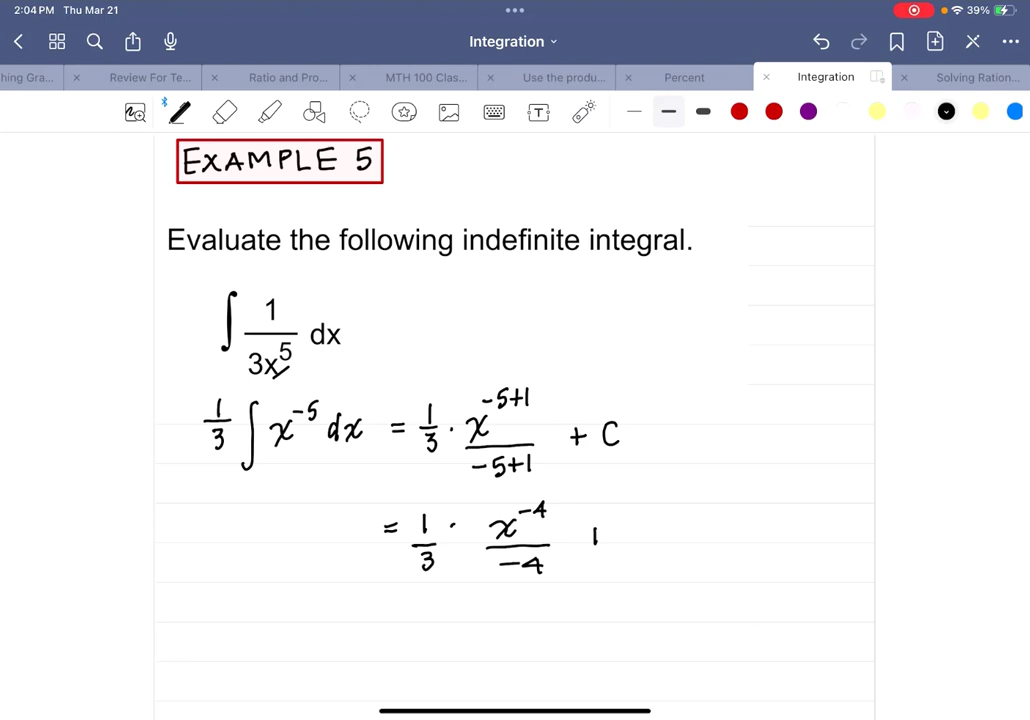 2:04 PM Thu Mar 21 39%
Integration
hing Gra... Review For Te... Ratio and Pro... MTH 100 Clas... Use the produ... Percent Integration Solving Ration...
EXAMPLE 5
Evaluate the following indefinite integral.
∫ 1/(3x^5) dx
1/3 ∫ x^(-5) dx = 1/3 · x^(-5+1)/(-5+1) + C
= 1/3 · x^(-4)/(-4) ı